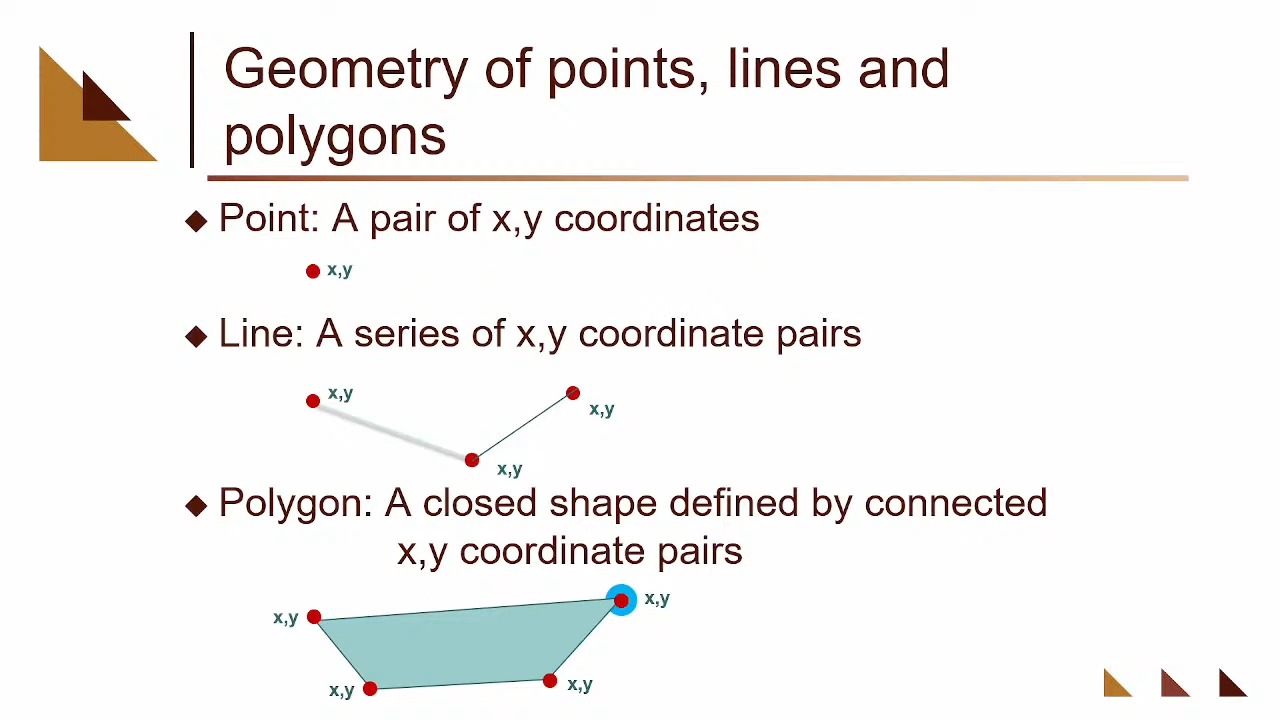 Geometry of points, lines and
polygons
Point: A pair of x,y coordinates
x,y
Line: A series of x,y coordinate pairs
x,y
x,y
x,y
Polygon: A closed shape defined by connected
x,y coordinate pairs
x,y
x,y
x,y
x,y